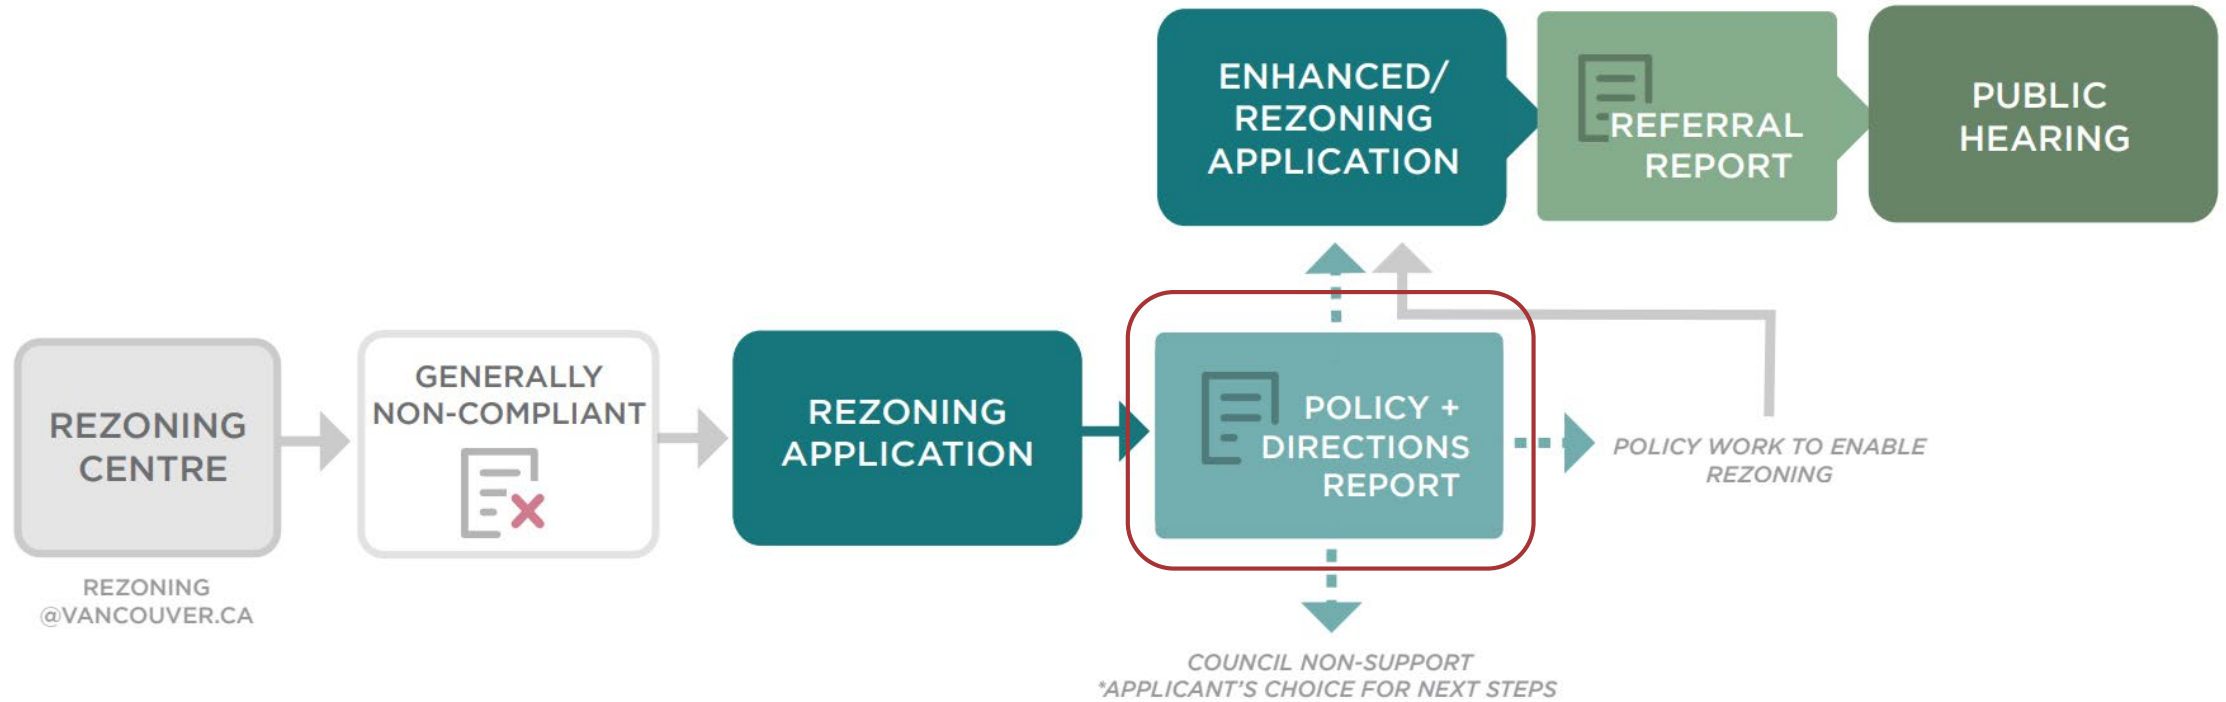 ENHANCED/
REZONING
APPLICATION
REFERRAL
REPORT
PUBLIC
HEARING
REZONING
CENTRE
REZONING
@VANCOUVER.CA
GENERALLY
NON-COMPLIANT
REZONING
APPLICATION
POLICY +
DIRECTIONS
REPORT
POLICY WORK TO ENABLE
REZONING
COUNCIL NON-SUPPORT
*APPLICANT'S CHOICE FOR NEXT STEPS